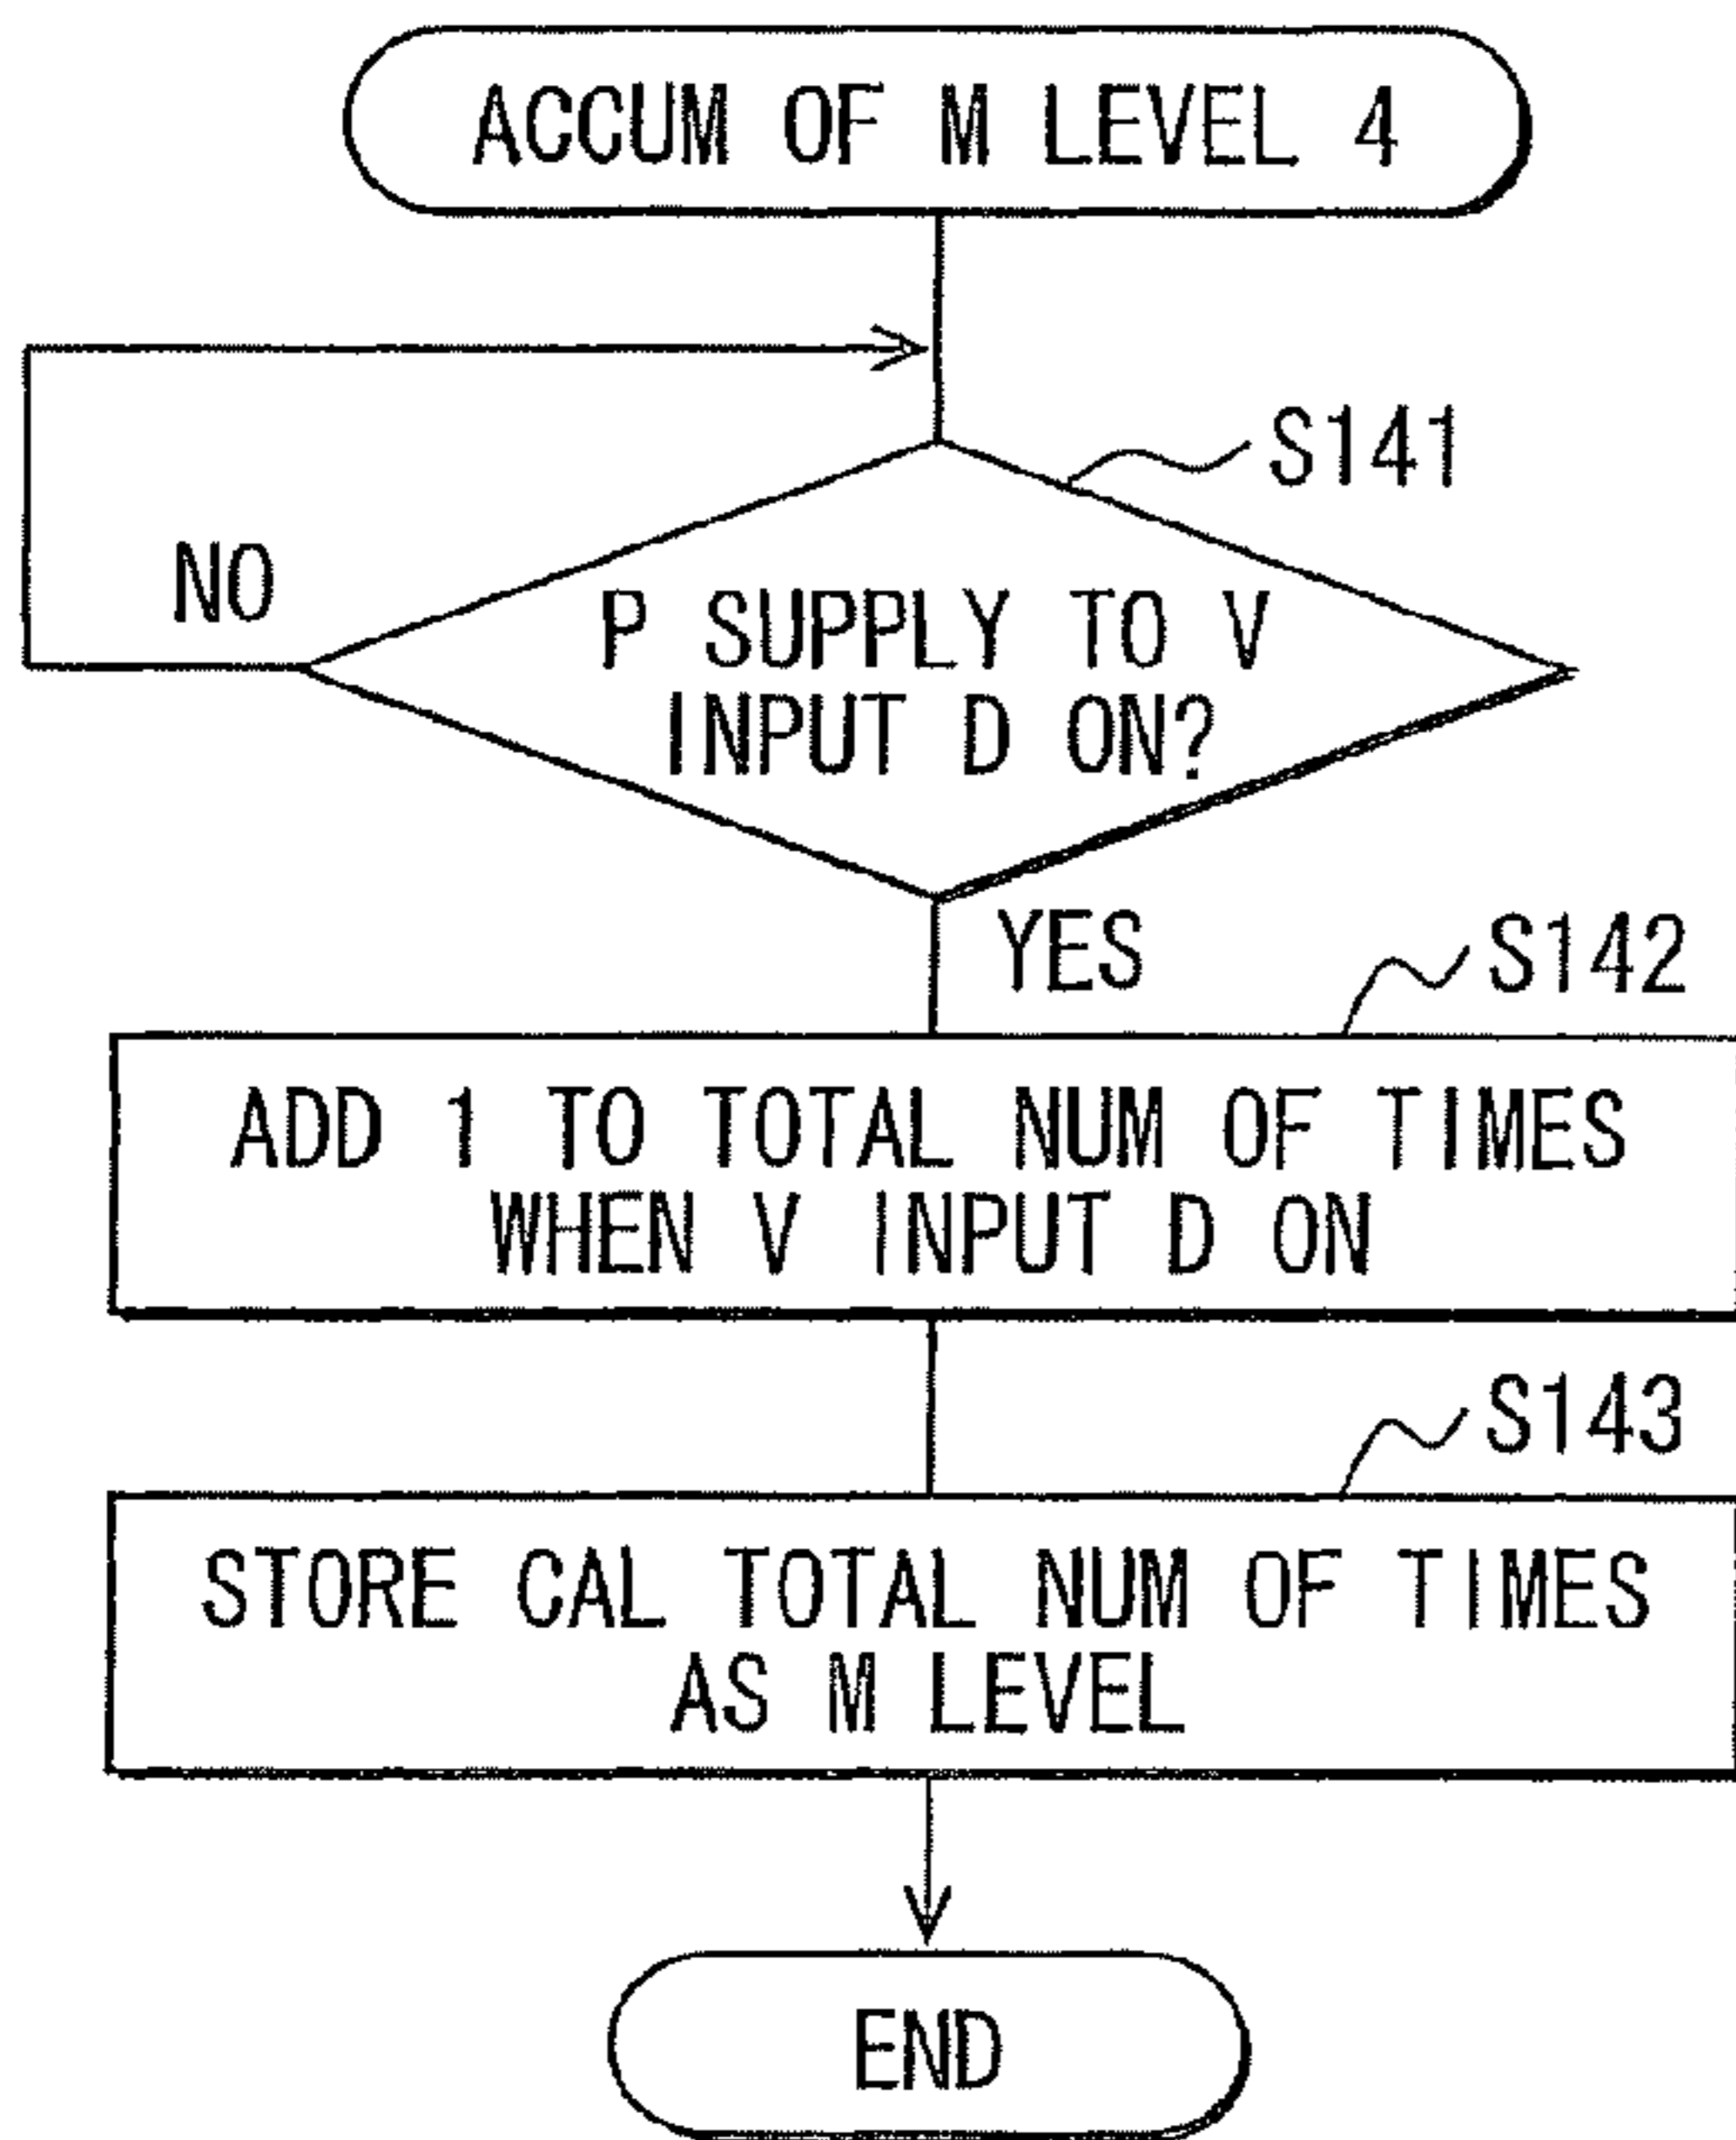 ACCUM OF M LEVEL 4
S141
NO
P SUPPLY TO V
INPUT D ON?
YES
S142
ADD 1 TO TOTAL NUM OF TIMES
WHEN V INPUT D ON
S143
STORE CAL TOTAL NUM OF TIMES
AS M LEVEL
END